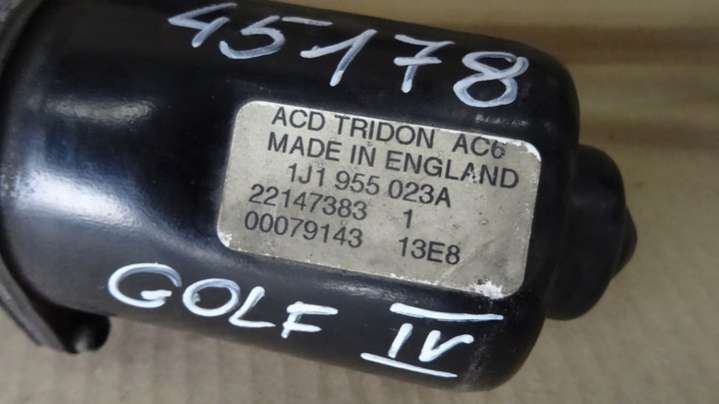 45178
ACD TRIDON AC6
MADE IN ENGLAND
1J1 955 023A
22147383 1
00079143 13E8
GOLF IV